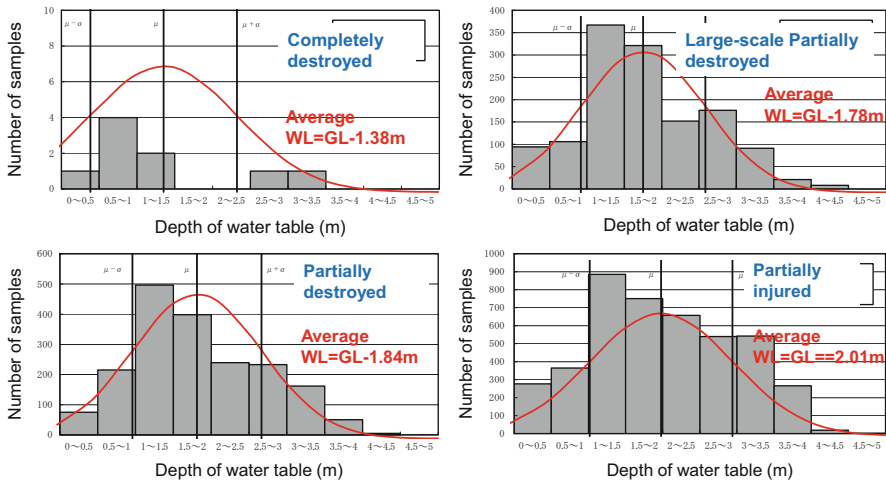 Number of samples
10
8
6
4
2
0
μ−σ
μ
μ+σ
Completely
destroyed
Average
WL=GL-1.38m
0～0.5
0.5～1
1～1.5
1.5～2
2～2.5
2.5～3
3～3.5
3.5～4
4～4.5
4.5～5
Depth of water table (m)
Number of samples
400
350
300
250
200
150
100
50
0
μ−σ
μ
Large-scale Partially
destroyed
Average
WL=GL-1.78m
0～0.5
0.5～1
1～1.5
1.5～2
2～2.5
2.5～3
3～3.5
3.5～4
4～4.5
4.5～5
Depth of water table (m)
Number of samples
600
500
400
300
200
100
0
μ−σ
μ
μ+σ
Partially
destroyed
Average
WL=GL-1.84m
0～0.5
0.5～1
1～1.5
1.5～2
2～2.5
2.5～3
3～3.5
3.5～4
4～4.5
4.5～5
Depth of water table (m)
Number of samples
1000
900
800
700
600
500
400
300
200
100
0
μ−σ
μ
μ
Partially
injured
Average
WL=GL==2.01m
0～0.5
0.5～1
1～1.5
1.5～2
2～2.5
2.5～3
3～3.5
3.5～4
4～4.5
4.5～5
Depth of water table (m)